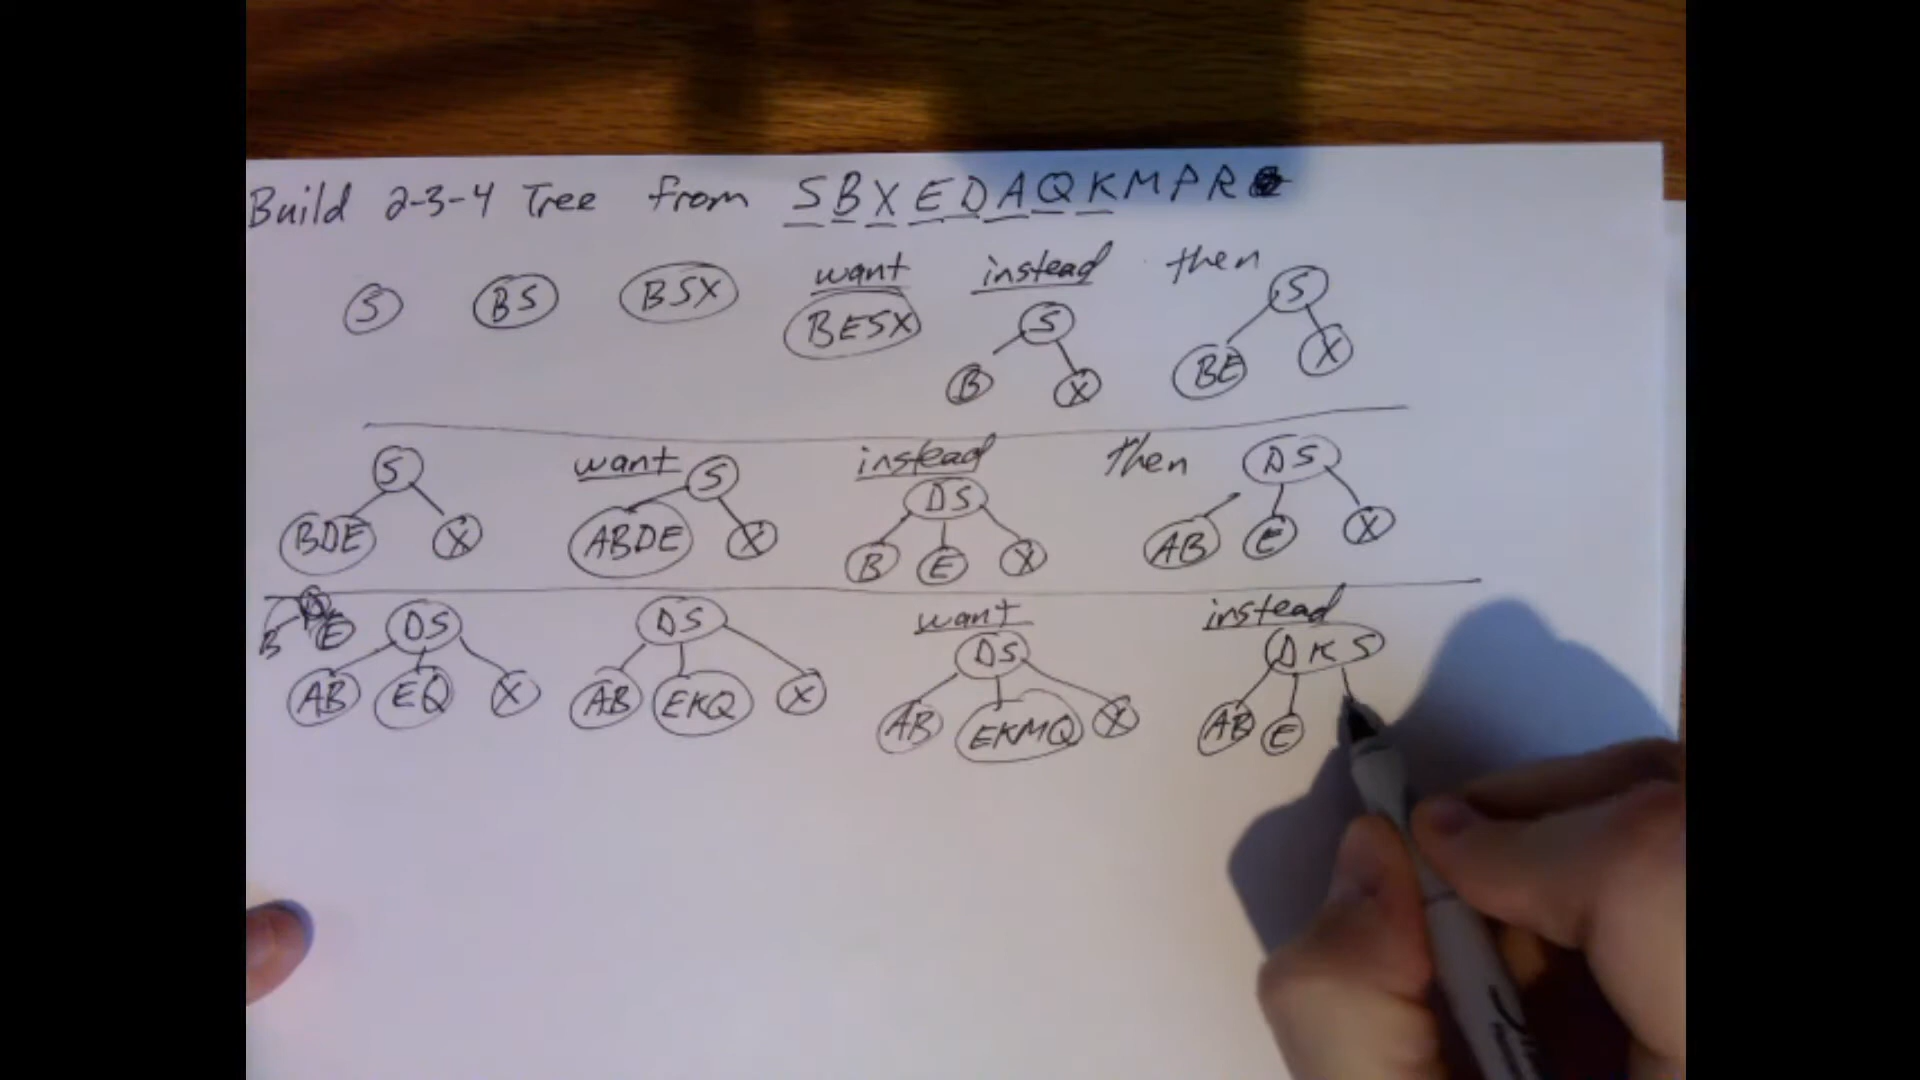 Build 2-3-4 Tree from SBXEDAQKMPR
S BS BSX want instead then
BESX S S
B X BE X
S want S instead then DS
BDE X ABDE X DS AB E X
B E X
B E DS DS want instead
AB EQ X AB EKQ X DS DKS
AB EKMQ X AB E